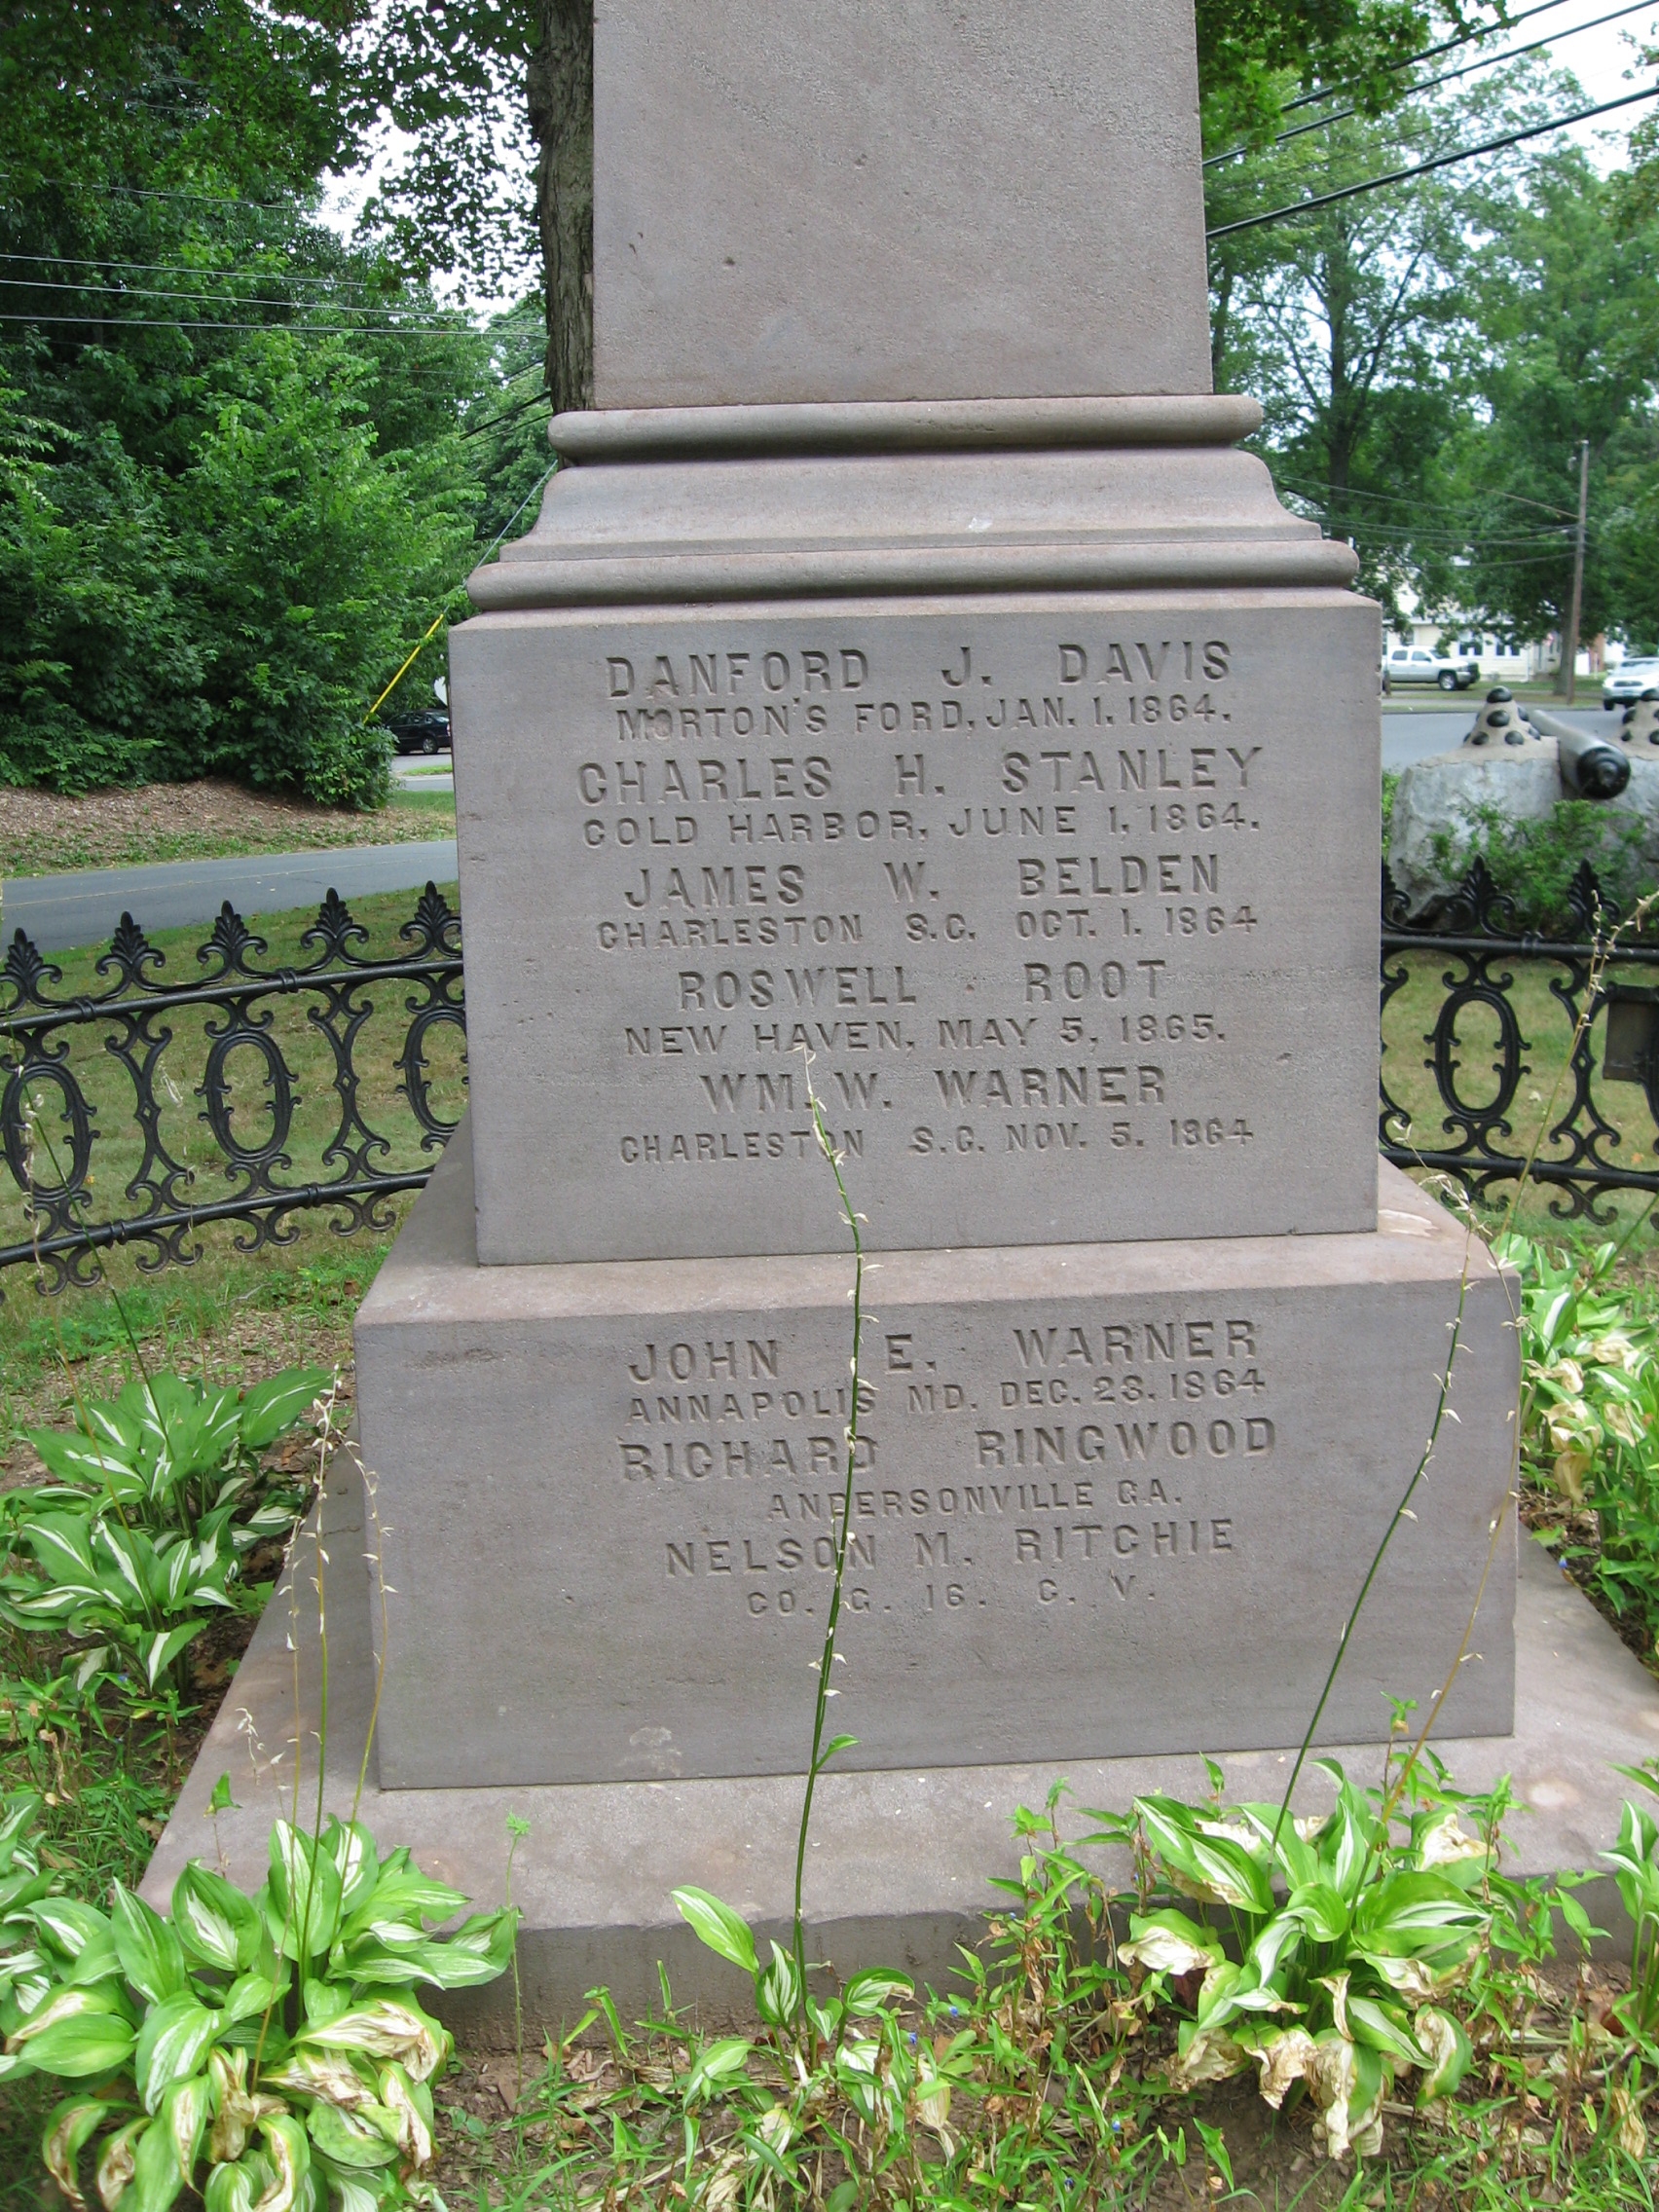 DANFORD J. DAVIS
MORTON'S FORD, JAN. 1. 1864.
CHARLES H. STANLEY
COLD HARBOR, JUNE 1, 1864.
JAMES W. BELDEN
CHARLESTON S.C. OCT. 1. 1864
ROSWELL ROOT
NEW HAVEN, MAY 5, 1865.
WM. W. WARNER
CHARLESTON S.C. NOV. 5. 1864
JOHN E. WARNER
ANNAPOLIS MD. DEC. 23. 1864
RICHARD RINGWOOD
ANDERSONVILLE GA.
NELSON M. RITCHIE
CO. G. 16. C. V.